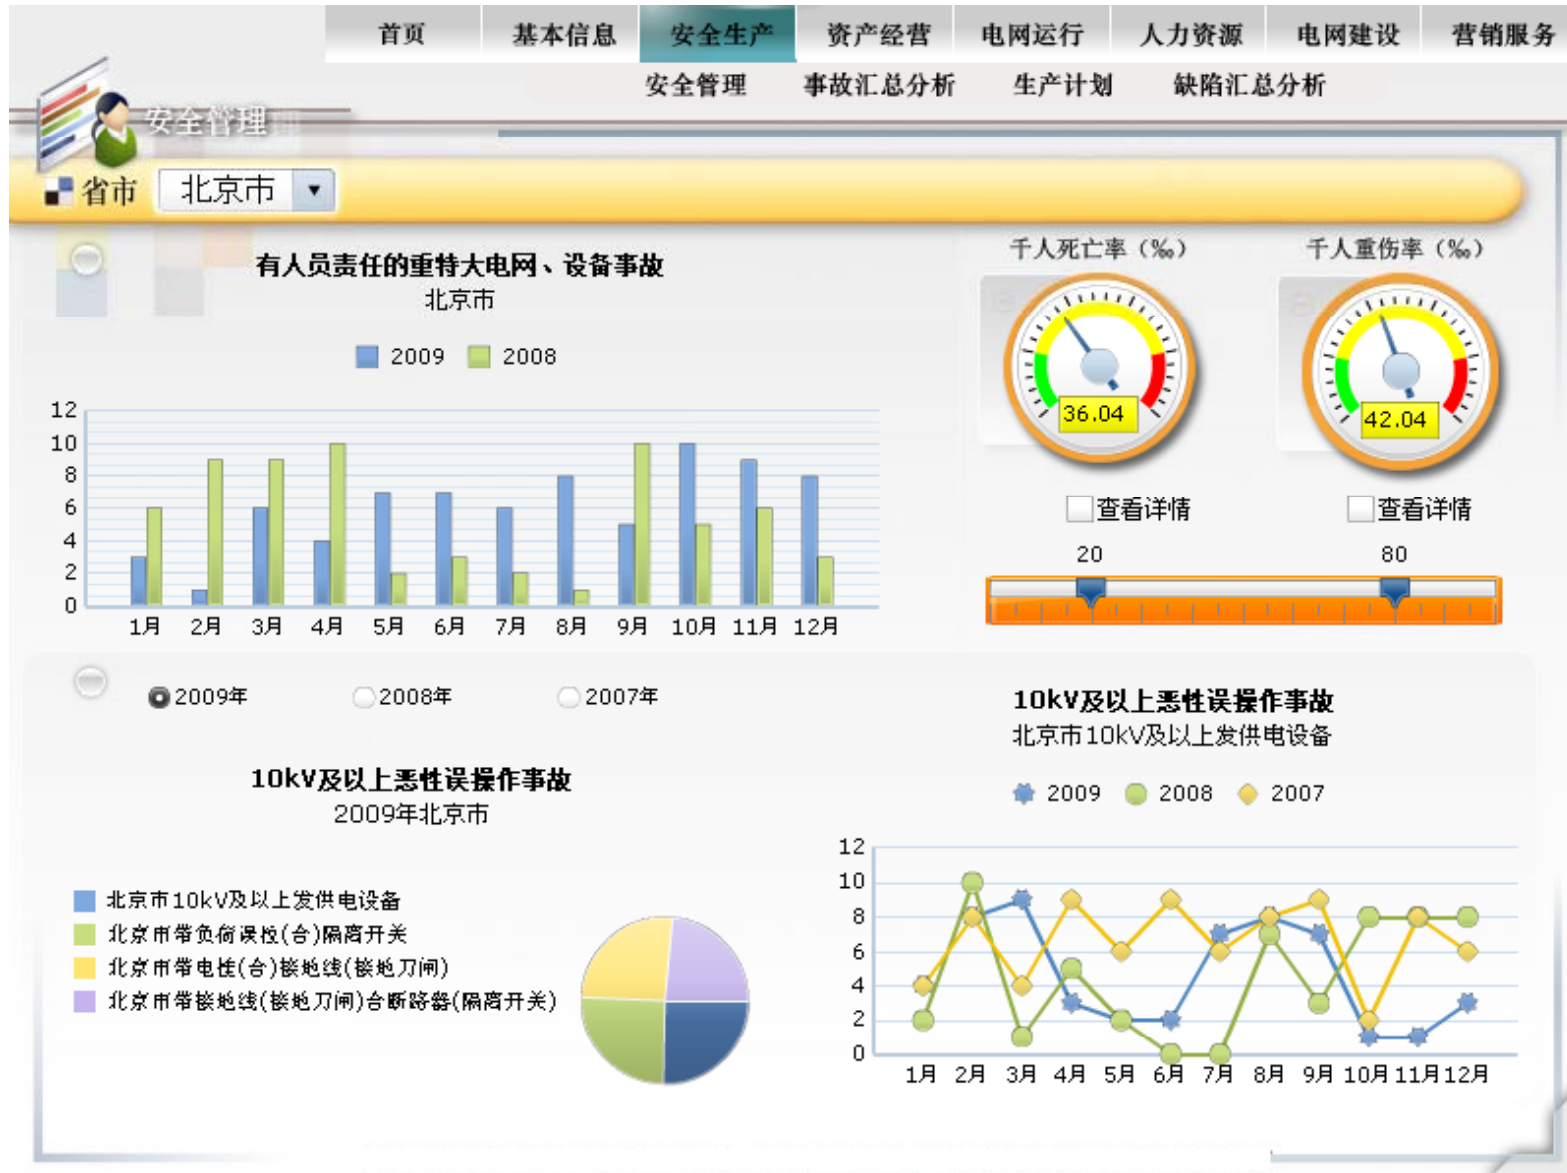 首页 基本信息 安全生产 资产经营 电网运行 人力资源 电网建设 营销服务
安全管理 事故汇总分析 生产计划 缺陷汇总分析
安全管理
省市 北京市
有人员责任的重特大电网、设备事故
北京市
2009 2008
12
10
8
6
4
2
0
1月 2月 3月 4月 5月 6月 7月 8月 9月 10月 11月 12月
千人死亡率（‰） 千人重伤率（‰）
36.04 42.04
查看详情 查看详情
20 80
2009年 2008年 2007年
10kV及以上恶性误操作事故
2009年北京市
北京市10kV及以上发供电设备
北京市带负荷误拉(合)隔离开关
北京市带电挂(合)接地线(接地刀闸)
北京市带接地线(接地刀闸)合断路器(隔离开关)
10kV及以上恶性误操作事故
北京市10kV及以上发供电设备
2009 2008 2007
12
10
8
6
4
2
0
1月 2月 3月 4月 5月 6月 7月 8月 9月 10月 11月 12月